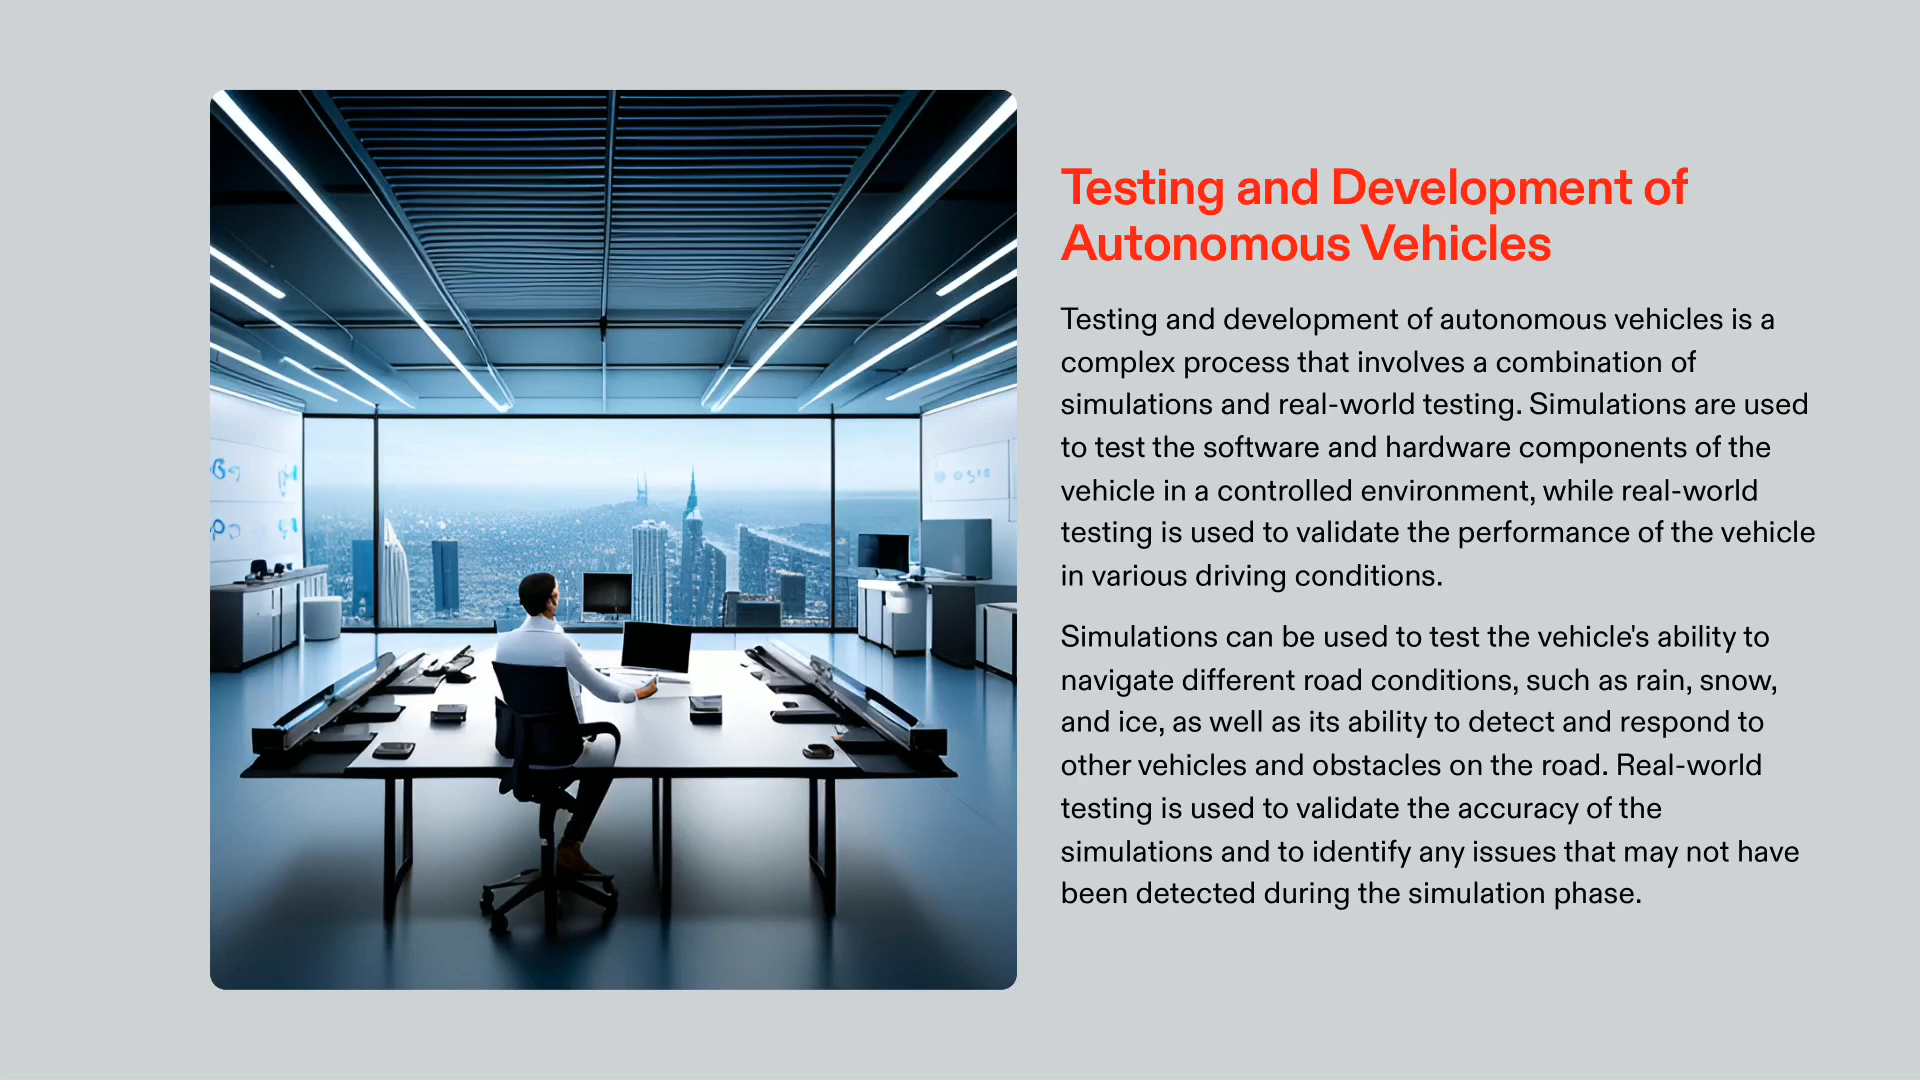 Testing and Development of
Autonomous Vehicles
Testing and development of autonomous vehicles is a
complex process that involves a combination of
simulations and real-world testing. Simulations are used
to test the software and hardware components of the
vehicle in a controlled environment, while real-world
testing is used to validate the performance of the vehicle
in various driving conditions.
Simulations can be used to test the vehicle's ability to
navigate different road conditions, such as rain, snow,
and ice, as well as its ability to detect and respond to
other vehicles and obstacles on the road. Real-world
testing is used to validate the accuracy of the
simulations and to identify any issues that may not have
been detected during the simulation phase.